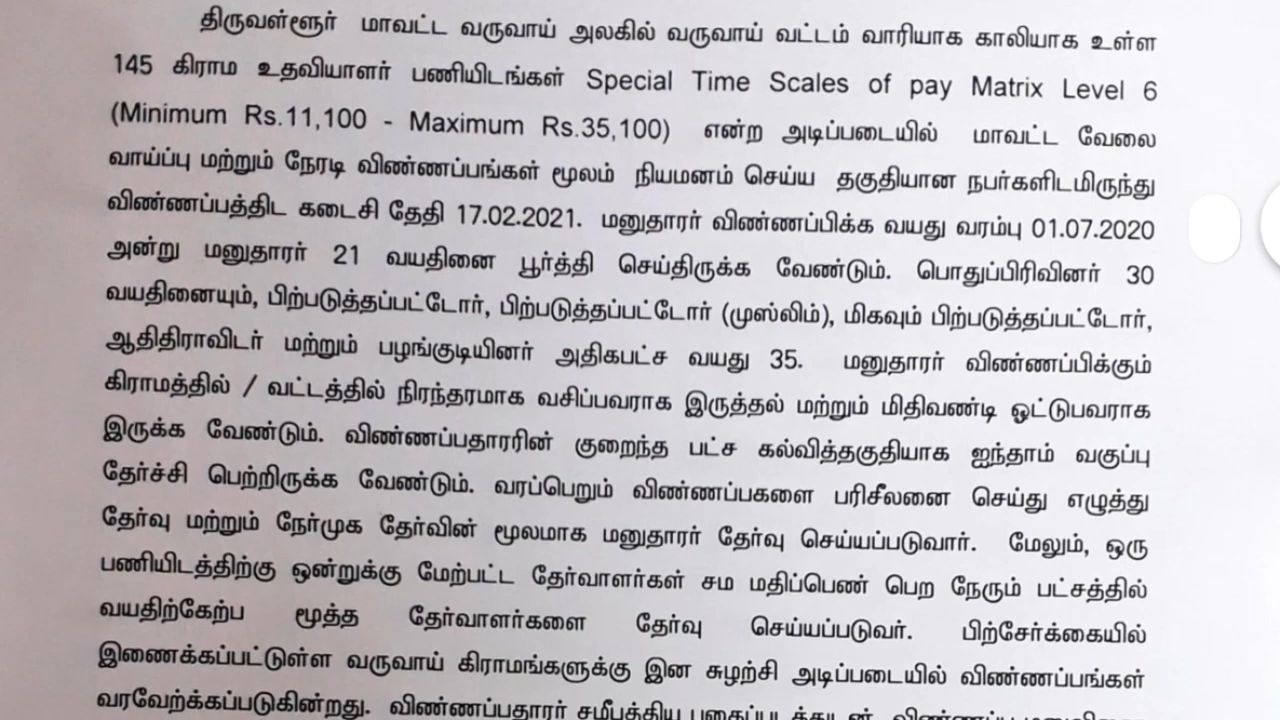 திருவள்ளூர் மாவட்ட வருவாய் அலகில் வருவாய் வட்டம் வாரியாக காலியாக உள்ள
145 கிராம உதவியாளர் பணியிடங்கள் Special Time Scales of pay Matrix Level 6
(Minimum Rs.11,100 - Maximum Rs.35,100) என்ற அடிப்படையில் மாவட்ட வேலை
வாய்ப்பு மற்றும் நேரடி விண்ணப்பங்கள் மூலம் நியமனம் செய்ய தகுதியான நபர்களிடமிருந்து
விண்ணப்பத்திட கடைசி தேதி 17.02.2021. மனுதாரர் விண்ணப்பிக்க வயது வரம்பு 01.07.2020
அன்று மனுதாரர் 21 வயதினை பூர்த்தி செய்திருக்க வேண்டும். பொதுப்பிரிவினர் 30
வயதினையும், பிற்படுத்தப்பட்டோர், பிற்படுத்தப்பட்டோர் (முஸ்லிம்), மிகவும் பிற்படுத்தப்பட்டோர்,
ஆதிதிராவிடர் மற்றும் பழங்குடியினர் அதிகபட்ச வயது 35. மனுதாரர் விண்ணப்பிக்கும்
கிராமத்தில் / வட்டத்தில் நிரந்தரமாக வசிப்பவராக இருத்தல் மற்றும் மிதிவண்டி ஓட்டுபவராக
இருக்க வேண்டும். விண்ணப்பதாரரின் குறைந்த பட்ச கல்வித்தகுதியாக ஐந்தாம் வகுப்பு
தேர்ச்சி பெற்றிருக்க வேண்டும். வரப்பெறும் விண்ணப்பகளை பரிசீலனை செய்து எழுத்து
தேர்வு மற்றும் நேர்முக தேர்வின் மூலமாக மனுதாரர் தேர்வு செய்யப்படுவார். மேலும், ஒரு
பணியிடத்திற்கு ஒன்றுக்கு மேற்பட்ட தேர்வாளர்கள் சம மதிப்பெண் பெற நேரும் பட்சத்தில்
வயதிற்கேற்ப மூத்த தேர்வாளர்களை தேர்வு செய்யப்படுவர். பிற்சேர்க்கையில்
இணைக்கப்பட்டுள்ள வருவாய் கிராமங்களுக்கு இன சுழற்சி அடிப்படையில் விண்ணப்பங்கள்
வரவேற்கப்படுகின்றது. விண்ணப்பதாரர் சமீபத்திய